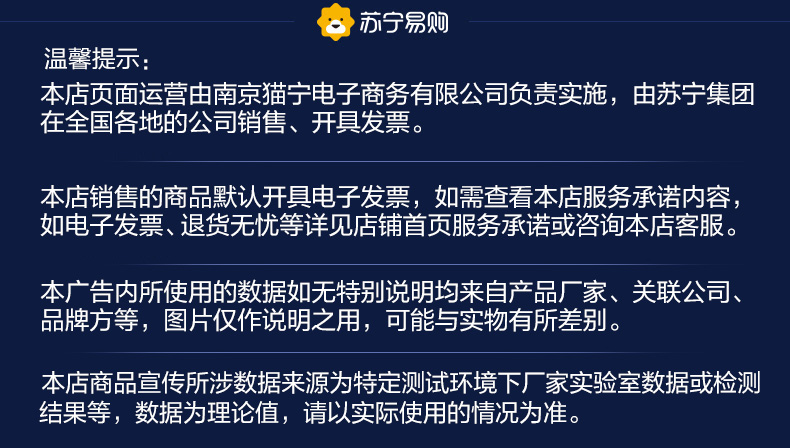 苏宁易购
温馨提示：
本店页面运营由南京猫宁电子商务有限公司负责实施，由苏宁集团
在全国各地的公司销售、开具发票。
本店销售的商品默认开具电子发票，如需查看本店服务承诺内容，
如电子发票、退货无忧等详见店铺首页服务承诺或咨询本店客服。
本广告内所使用的数据如无特别说明均来自产品厂家、关联公司、
品牌方等，图片仅作说明之用，可能与实物有所差别。
本店商品宣传所涉数据来源为特定测试环境下厂家实验室数据或检测
结果等，数据为理论值，请以实际使用的情况为准。